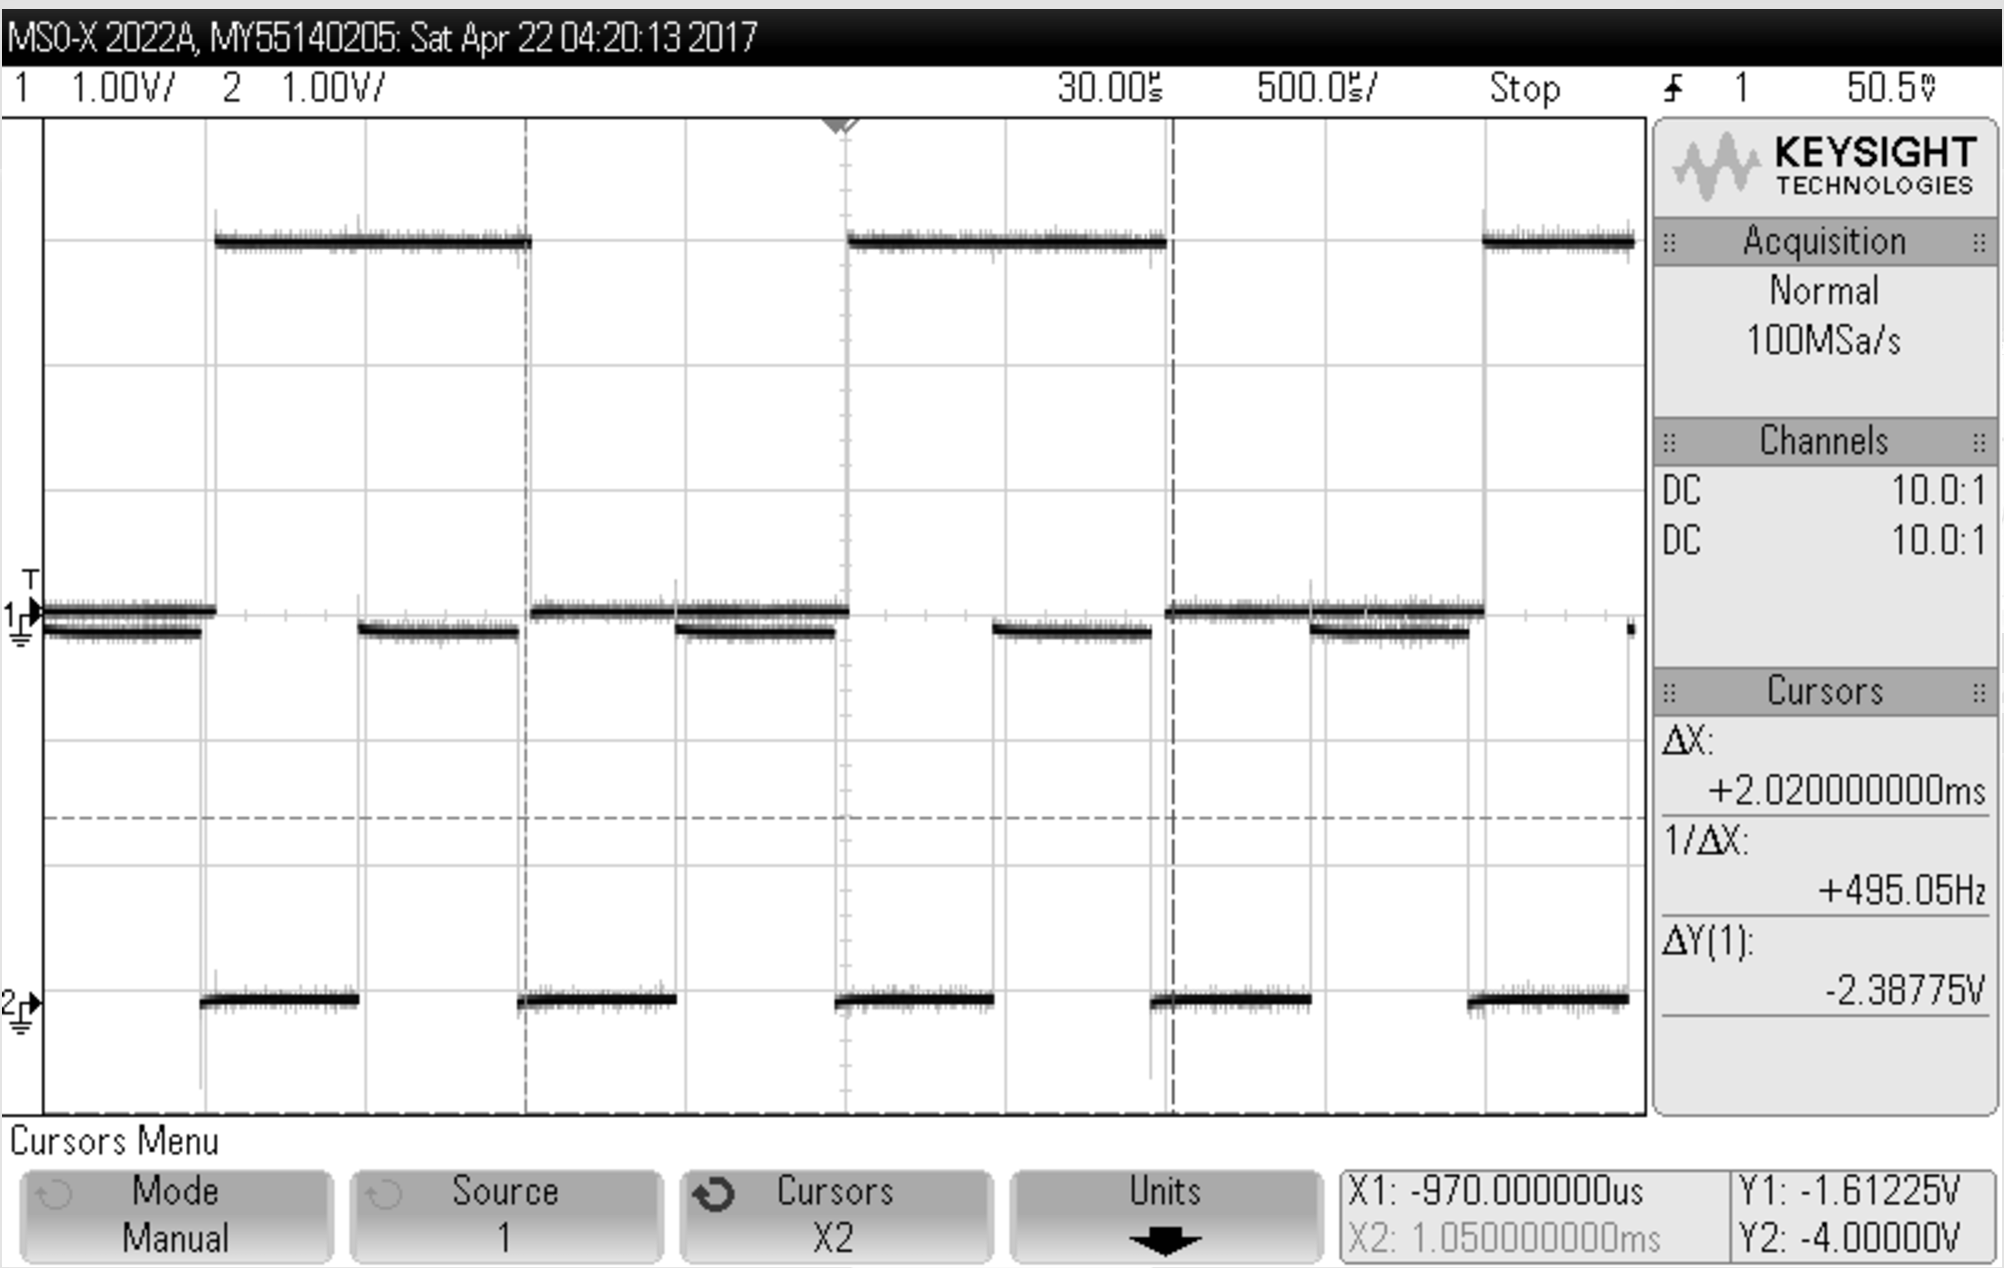 MSO-X 2022A, MY55140205: Sat Apr 22 04:20:13 2017
1 1.00V/ 2 1.00V/ 30.00µs 500.0µs/ Stop 1 50.5mV
KEYSIGHT
TECHNOLOGIES
Acquisition
Normal
100MSa/s
Channels
DC 10.0:1
DC 10.0:1
T
1
2
Cursors
ΔX:
+2.020000000ms
1/ΔX:
+495.05Hz
ΔY(1):
-2.38775V
Cursors Menu
Mode
Manual
Source
1
Cursors
X2
Units
X1: -970.000000us
X2: 1.050000000ms
Y1: -1.61225V
Y2: -4.00000V